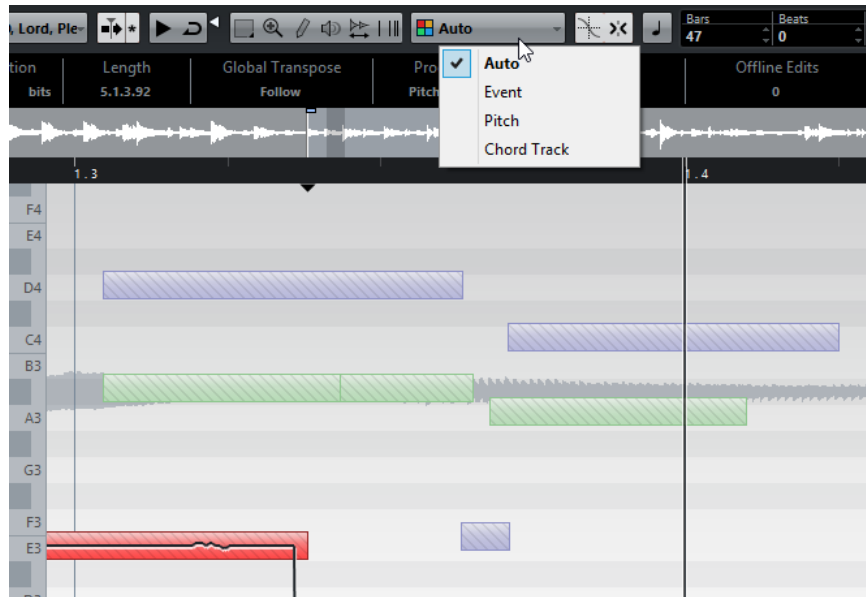 , Lord, Ple
*
Auto
Bars
Beats
47
0
Auto
Event
Pitch
Chord Track
tion
Length
Global Transpose
Pro
Offline Edits
bits
5.1.3.92
Follow
Pitch
0
1.3
1.4
F4
E4
D4
C4
B3
A3
G3
F3
E3